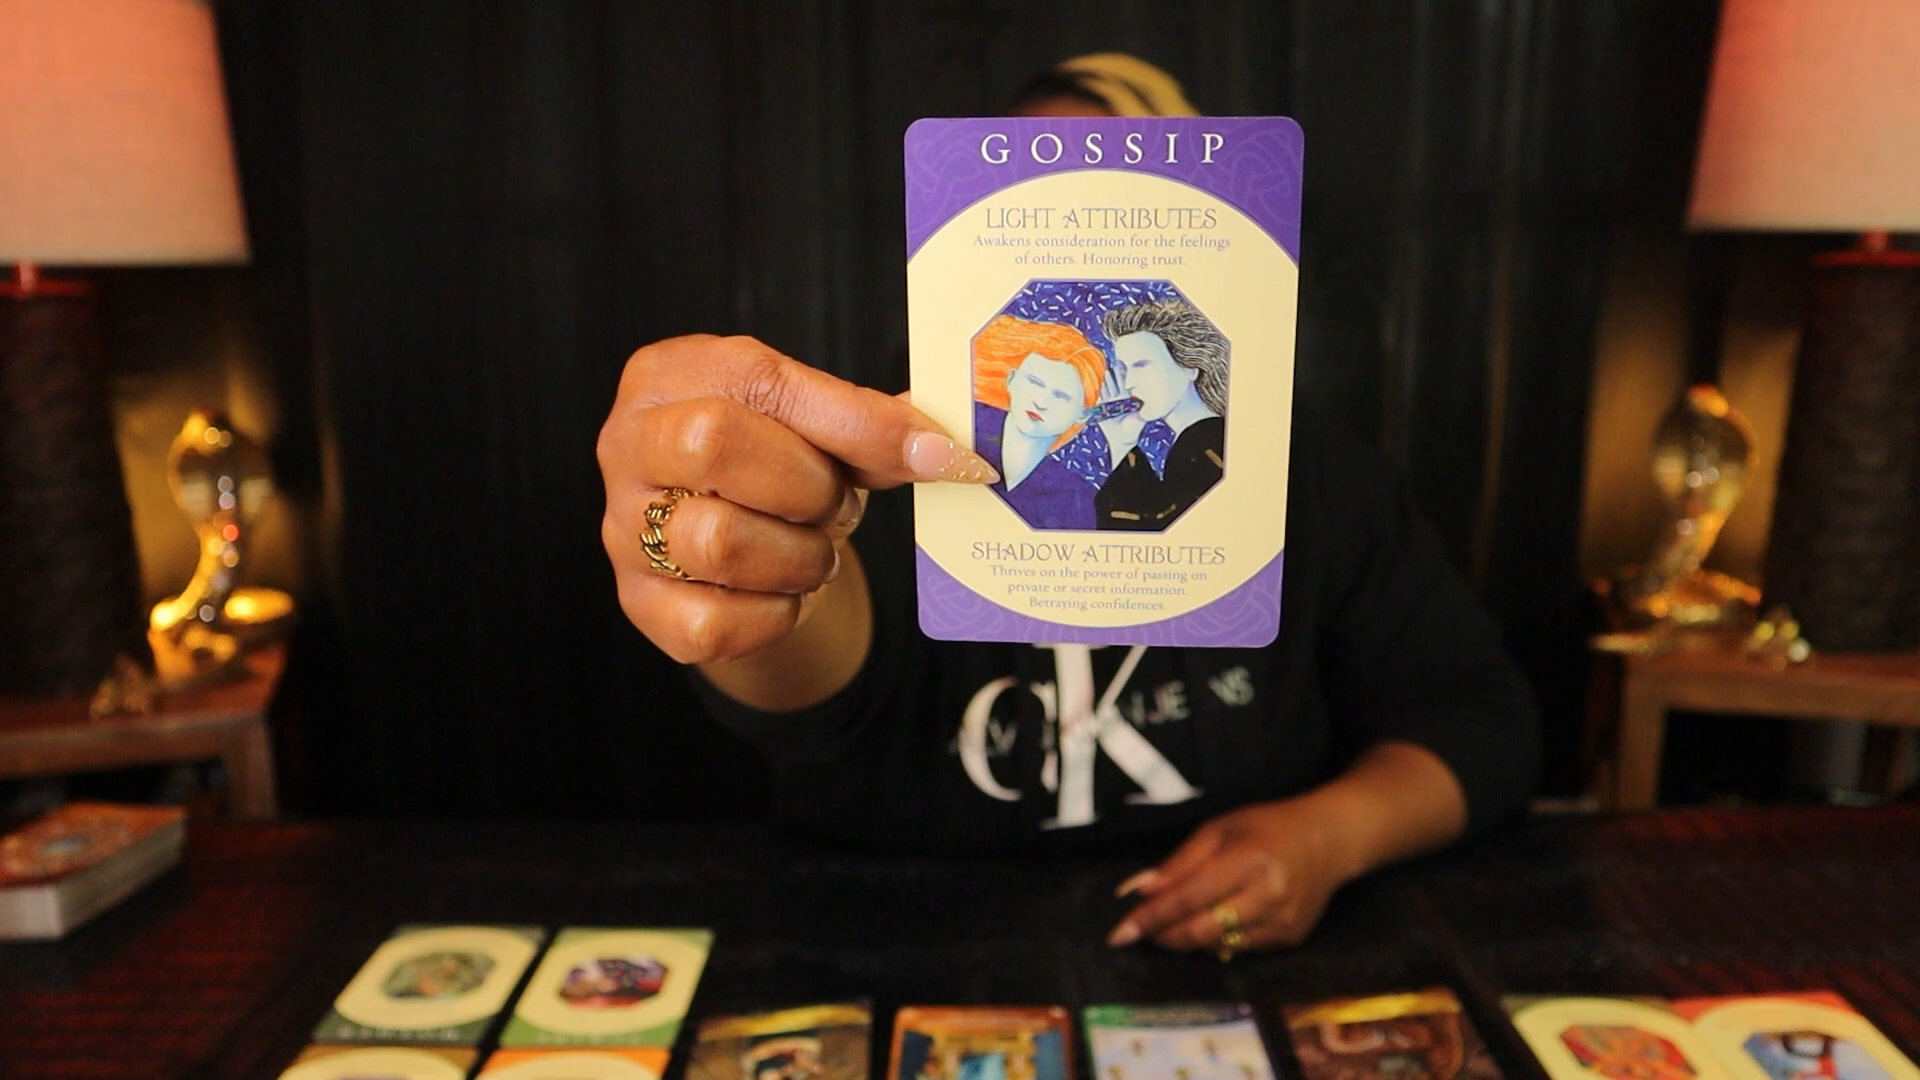 GOSSIP
LIGHT ATTRIBUTES
Awakens consideration for the feelings
of others. Honoring trust.
SHADOW ATTRIBUTES
Thrives on the power of passing on
private or secret information.
Betraying confidences.
CK